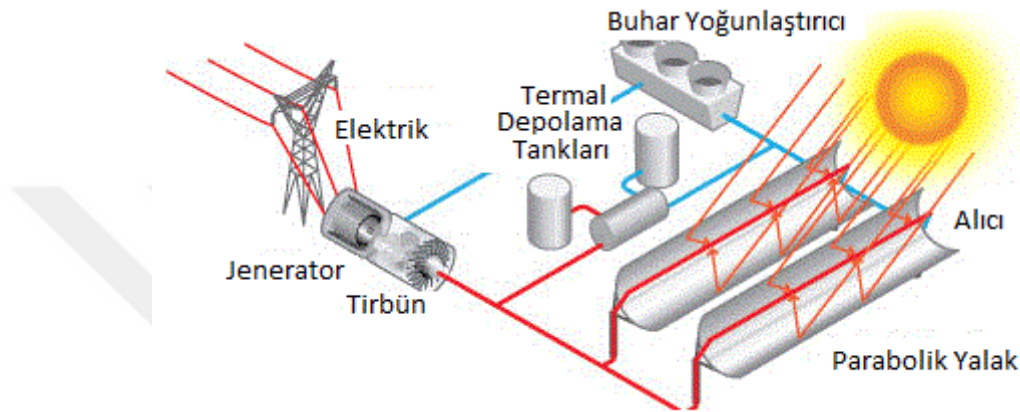 Buhar Yoğunlaştırıcı
Elektrik
Termal
Depolama
Tankları
Alıcı
Jenerator
Tirbün
Parabolik Yalak